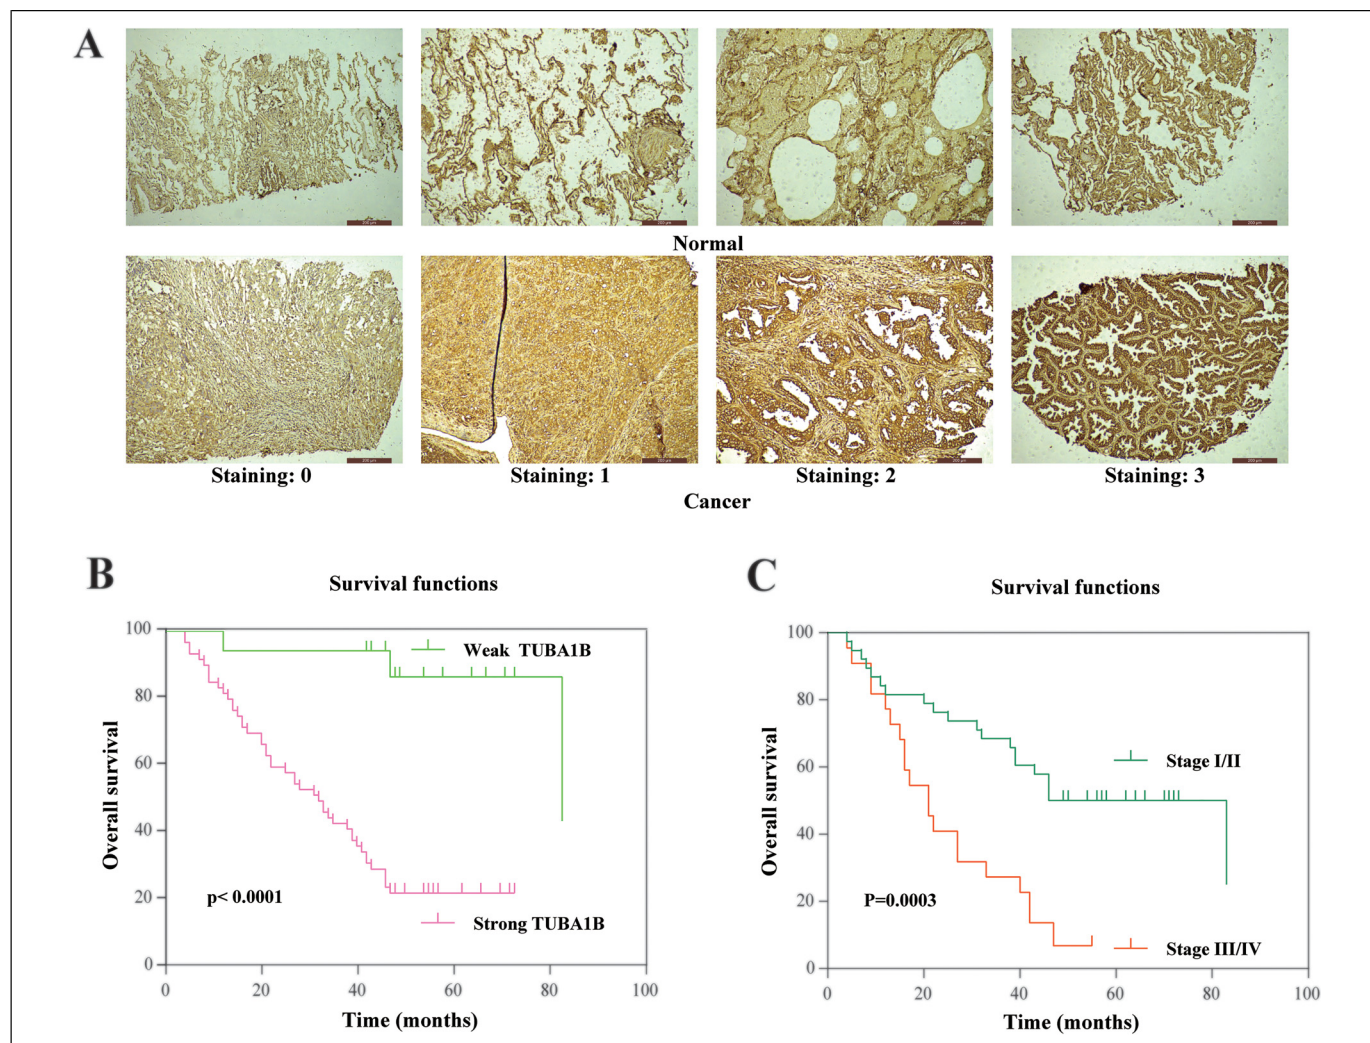 A
Normal
Staining: 0
Staining: 1
Staining: 2
Staining: 3
Cancer
B
Survival functions
Overall survival
100
80
60
40
20
0
Weak TUBA1B
p< 0.0001
Strong TUBA1B
0
20
40
60
80
100
Time (months)
C
Survival functions
Overall survival
100
80
60
40
20
0
Stage I/II
P=0.0003
Stage III/IV
0
20
40
60
80
100
Time (months)